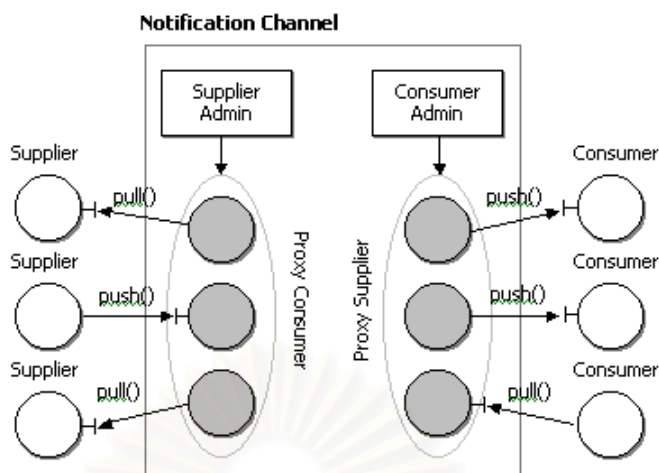 Notification Channel
Supplier
Admin
Consumer
Admin
Supplier
pull()
push()
Consumer
Supplier
push()
Proxy Consumer
Proxy Supplier
push()
Consumer
Supplier
pull()
pull()
Consumer